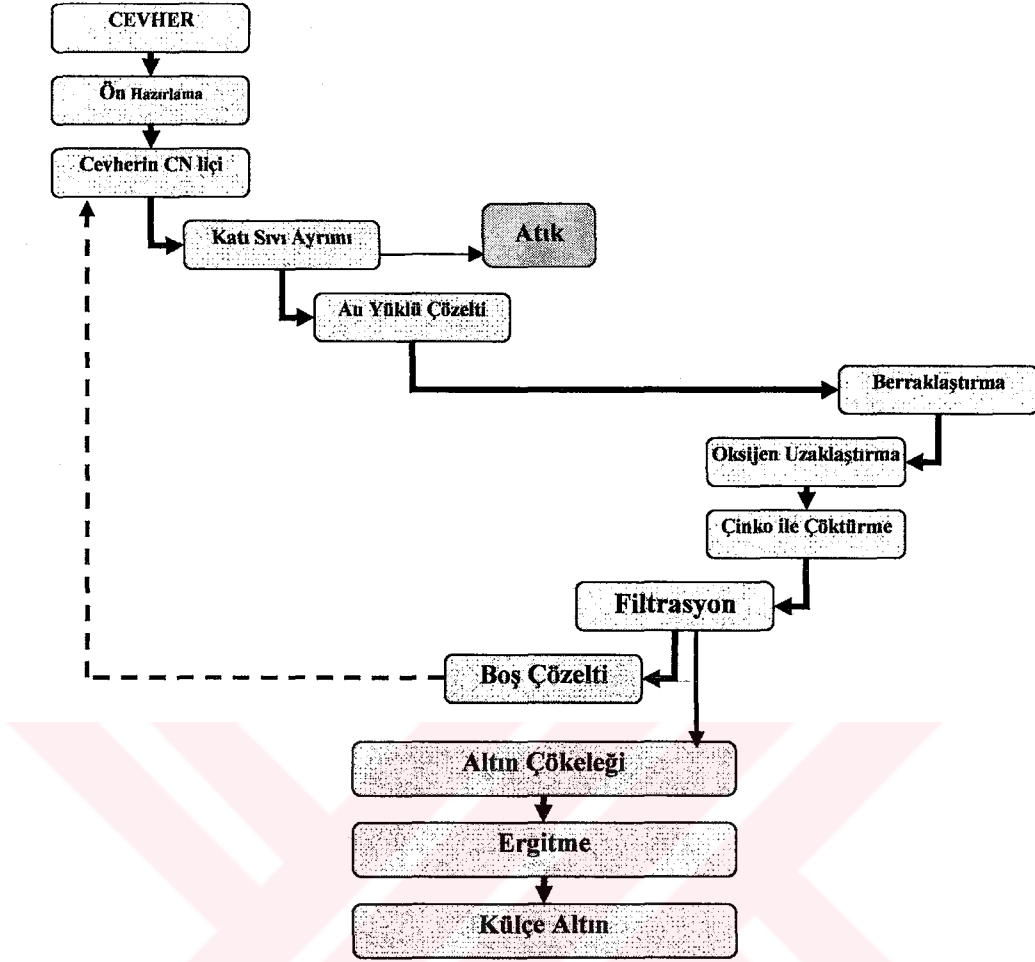 CEVHER
Ön Hazırlama
Cevherin CN liçi
Katı Sıvı Ayrımı
Atık
Au Yüklü Çözelti
Berraklaştırma
Oksijen Uzaklaştırma
Çinko ile Çöktürme
Filtrasyon
Boş Çözelti
Altın Çökeleği
Ergitme
Külçe Altın